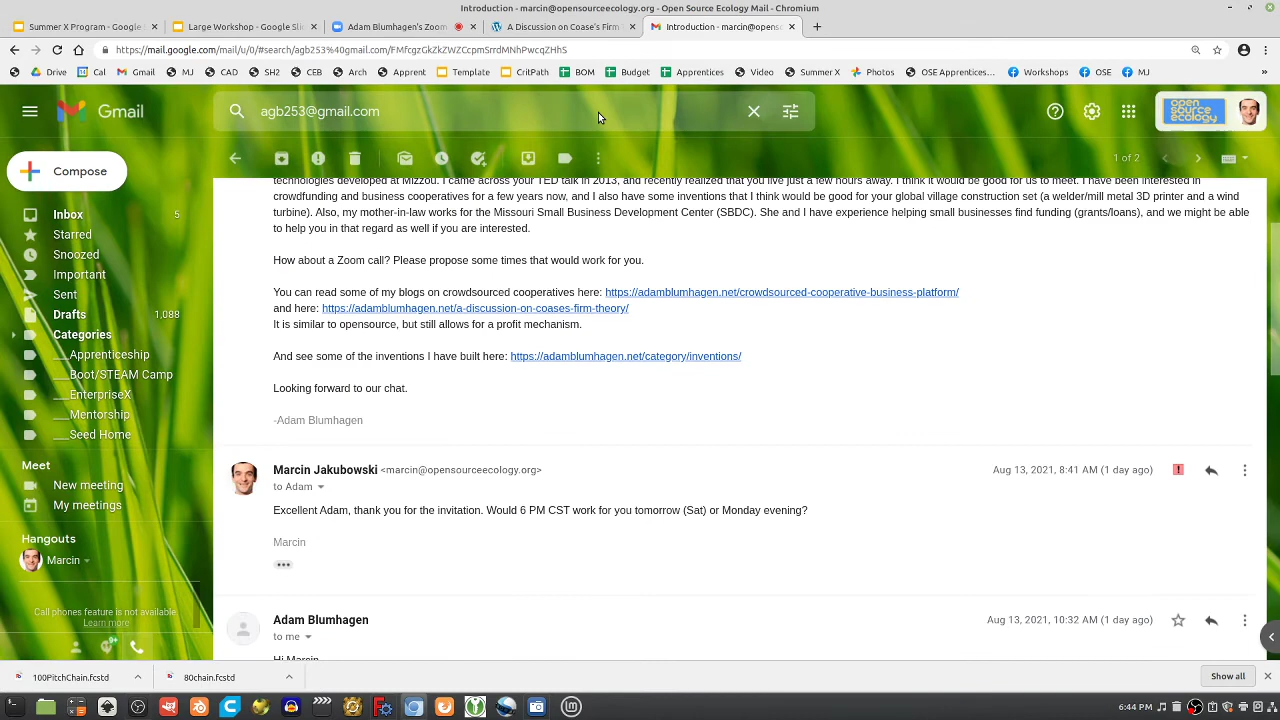 Introduction - marcin@opensourceecology.org - Open Source Ecology Mail - Chromium
Summer X Program - Google
Large Workshop - Google Slid
Adam Blumhagen's Zoom
A Discussion on Coase's Firm
Introduction - marcin@opens
https://mail.google.com/mail/u/0/#search/agb253%40gmail.com/FMfcgzGkZkZWZCcpmSrrdMNhPwcqZHhS
Drive
Cal
Gmail
MJ
CAD
SH2
CEB
Arch
Apprent
Template
CritPath
BOM
Budget
Apprentices
Video
Summer X
Photos
OSE Apprentices...
Workshops
OSE
MJ
»
Gmail
agb253@gmail.com
open source ecology
Compose
1 of 2
Inbox 5
Starred
Snoozed
Important
Sent
Drafts 1,088
Categories
___Apprenticeship
___Boot/STEAM Camp
___EnterpriseX
___Mentorship
___Seed Home
Meet
New meeting
My meetings
Hangouts
Marcin
Call phones feature is not available
Learn more
9+
technologies developed at Mizzou. I came across your TED talk in 2013, and recently realized that you live just a few hours away. I think it would be good for us to meet. I have been interested in
crowdfunding and business cooperatives for a few years now, and I also have some inventions that I think would be good for your global village construction set (a welder/mill metal 3D printer and a wind
turbine). Also, my mother-in-law works for the Missouri Small Business Development Center (SBDC). She and I have experience helping small businesses find funding (grants/loans), and we might be able
to help you in that regard as well if you are interested.
How about a Zoom call? Please propose some times that would work for you.
You can read some of my blogs on crowdsourced cooperatives here: https://adamblumhagen.net/crowdsourced-cooperative-business-platform/
and here: https://adamblumhagen.net/a-discussion-on-coases-firm-theory/
It is similar to opensource, but still allows for a profit mechanism.
And see some of the inventions I have built here: https://adamblumhagen.net/category/inventions/
Looking forward to our chat.
-Adam Blumhagen
Marcin Jakubowski <marcin@opensourceecology.org> Aug 13, 2021, 8:41 AM (1 day ago)
to Adam
Excellent Adam, thank you for the invitation. Would 6 PM CST work for you tomorrow (Sat) or Monday evening?
Marcin
Adam Blumhagen Aug 13, 2021, 10:32 AM (1 day ago)
to me
Hi Marcin
100PitchChain.fcstd
80chain.fcstd
Show all
6:44 PM